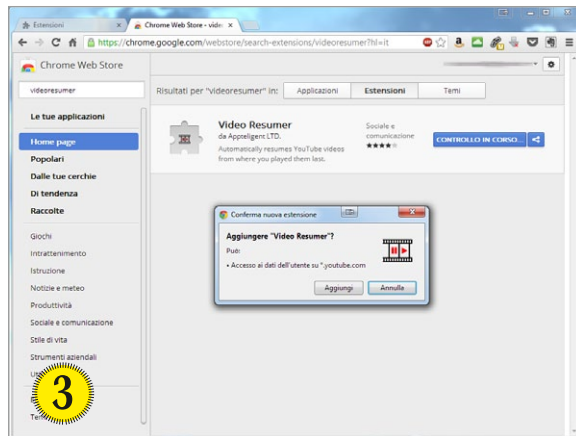 Estensioni
Chrome Web Store - vide
https://chrome.google.com/webstore/search-extensions/videoresumer?hl=it
Chrome Web Store
videoresumer
Risultati per "videoresumer" in:
Applicazioni
Estensioni
Temi
Le tue applicazioni
Home page
Popolari
Dalle tue cerchie
Di tendenza
Raccolte
Giochi
Intrattenimento
Istruzione
Notizie e meteo
Produttività
Sociale e comunicazione
Stile di vita
Strumenti aziendali
Video Resumer
da Appteligent LTD.
Automatically resumes YouTube videos
from where you played them last.
Sociale e
comunicazione
CONTROLLO IN CORSO...
Conferma nuova estensione
Aggiungere "Video Resumer"?
Può:
• Accesso ai dati dell'utente su *.youtube.com
Aggiungi
Annulla
3